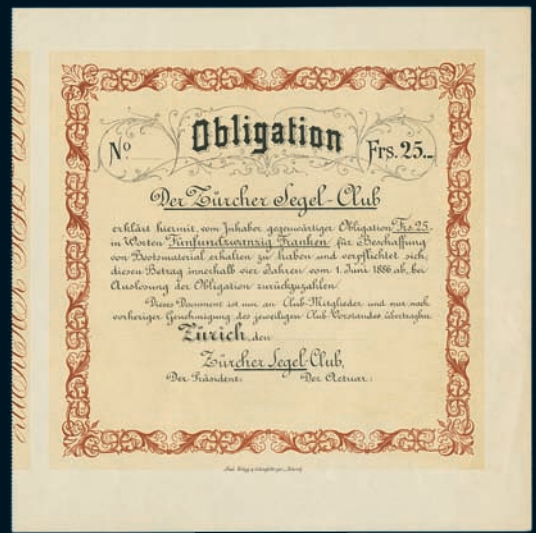 Obligation
No. Frs. 25.-
Der Zürcher Segel-Club
erklärt hiermit, vom Inhaber gegenwärtiger Obligation Frs. 25.-
in Worten Fünfundzwanzig Franken für Beschaffung
von Bootsmaterial erhalten zu haben und verpflichtet sich,
diesen Betrag innerhalb vier Jahren vom 1. Juni 1886 ab, bei
Auslosung der Obligation zurückzuzahlen.
Dieses Document ist nur an Club-Mitglieder und nur nach
vorheriger Genehmigung des jeweiligen Club-Vorstandes übertragbar
Zürich, den
Zürcher Segel-Club,
Der Präsident: Der Actuar: